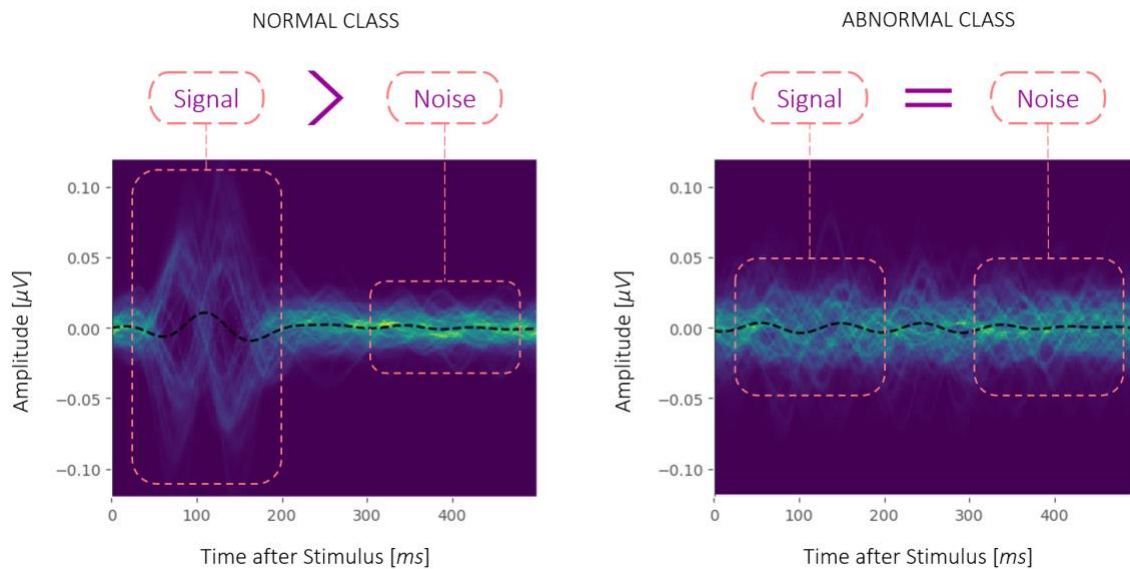 NORMAL CLASS
Signal > Noise
0.10
0.05
0.00
−0.05
−0.10
Amplitude [μV]
0 100 200 300 400
Time after Stimulus [ms]
ABNORMAL CLASS
Signal = Noise
0.10
0.05
0.00
−0.05
−0.10
Amplitude [μV]
0 100 200 300 400
Time after Stimulus [ms]